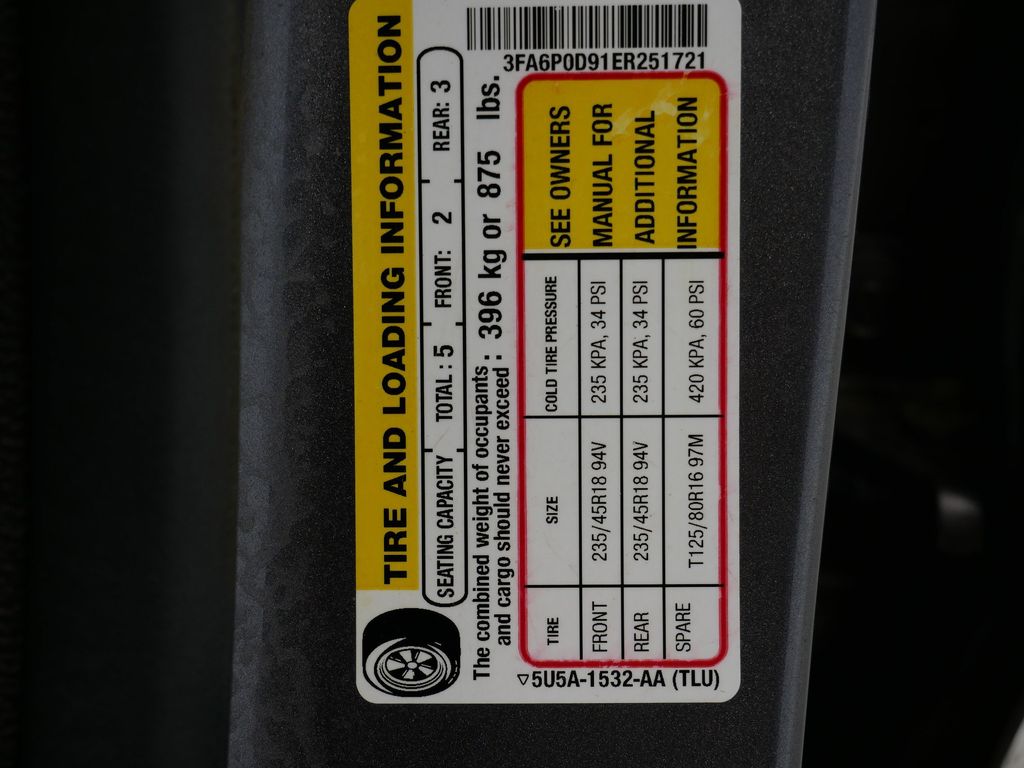 TIRE AND LOADING INFORMATION
SEATING CAPACITY TOTAL : 5 FRONT: 2 REAR: 3
The combined weight of occupants
and cargo should never exceed : 396 kg or 875 lbs.
3FA6P0D91ER251721
TIRE SIZE COLD TIRE PRESSURE
FRONT 235/45R18 94V 235 KPA, 34 PSI
REAR 235/45R18 94V 235 KPA, 34 PSI
SPARE T125/80R16 97M 420 KPA, 60 PSI
SEE OWNERS
MANUAL FOR
ADDITIONAL
INFORMATION
▽5U5A-1532-AA (TLU)